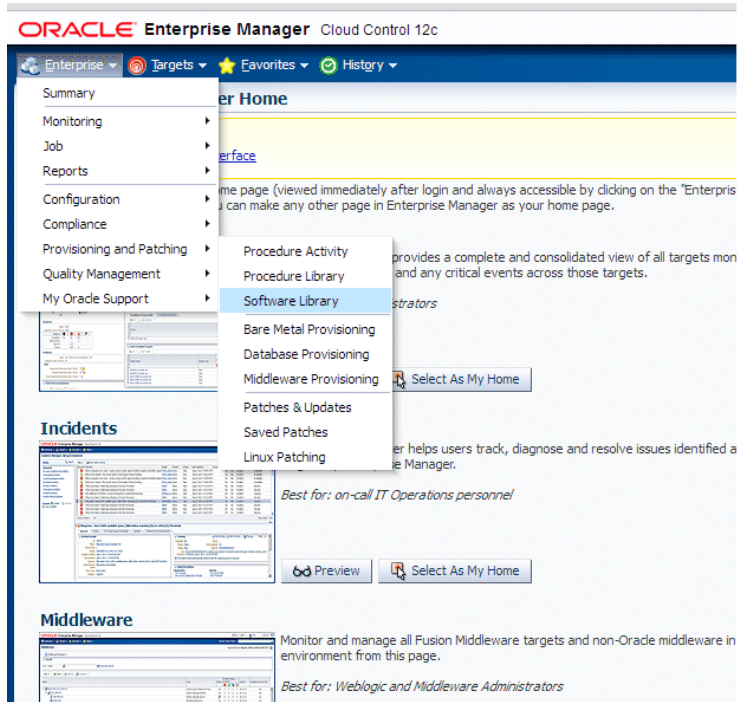 ORACLE Enterprise Manager Cloud Control 12c
Enterprise Targets Favorites History
Summary
Monitoring
Job
Reports
Configuration
Compliance
Provisioning and Patching
Quality Management
My Oracle Support
Procedure Activity
Procedure Library
Software Library
Bare Metal Provisioning
Database Provisioning
Middleware Provisioning
Patches & Updates
Saved Patches
Linux Patching
er Home
erface
me page (viewed immediately after login and always accessible by clicking on the "Enterpris
u can make any other page in Enterprise Manager as your home page.
provides a complete and consolidated view of all targets mon
and any critical events across those targets.
strators
Select As My Home
Incidents
er helps users track, diagnose and resolve issues identified a
se Manager.
Best for: on-call IT Operations personnel
Preview Select As My Home
Middleware
Monitor and manage all Fusion Middleware targets and non-Oracle middleware in
environment from this page.
Best for: Weblogic and Middleware Administrators